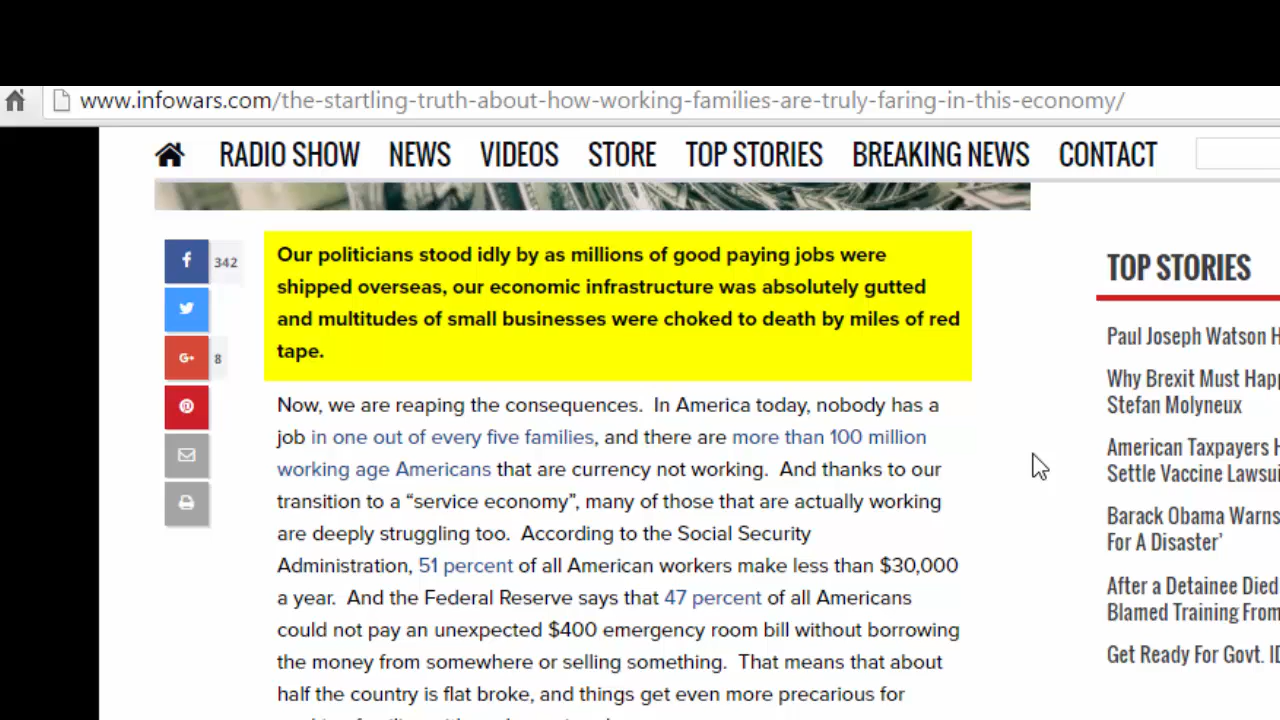 www.infowars.com/the-startling-truth-about-how-working-families-are-truly-faring-in-this-economy/
RADIO SHOW NEWS VIDEOS STORE TOP STORIES BREAKING NEWS CONTACT
342
8
Our politicians stood idly by as millions of good paying jobs were
shipped overseas, our economic infrastructure was absolutely gutted
and multitudes of small businesses were choked to death by miles of red
tape.
Now, we are reaping the consequences. In America today, nobody has a
job in one out of every five families, and there are more than 100 million
working age Americans that are currency not working. And thanks to our
transition to a “service economy”, many of those that are actually working
are deeply struggling too. According to the Social Security
Administration, 51 percent of all American workers make less than $30,000
a year. And the Federal Reserve says that 47 percent of all Americans
could not pay an unexpected $400 emergency room bill without borrowing
the money from somewhere or selling something. That means that about
half the country is flat broke, and things get even more precarious for
TOP STORIES
Paul Joseph Watson
Why Brexit Must
Stefan Molyneux
American Taxpayers
Settle Vaccine
Barack Obama Warns
For A Disaster’
After a Detainee Died
Blamed Training From
Get Ready For Govt.